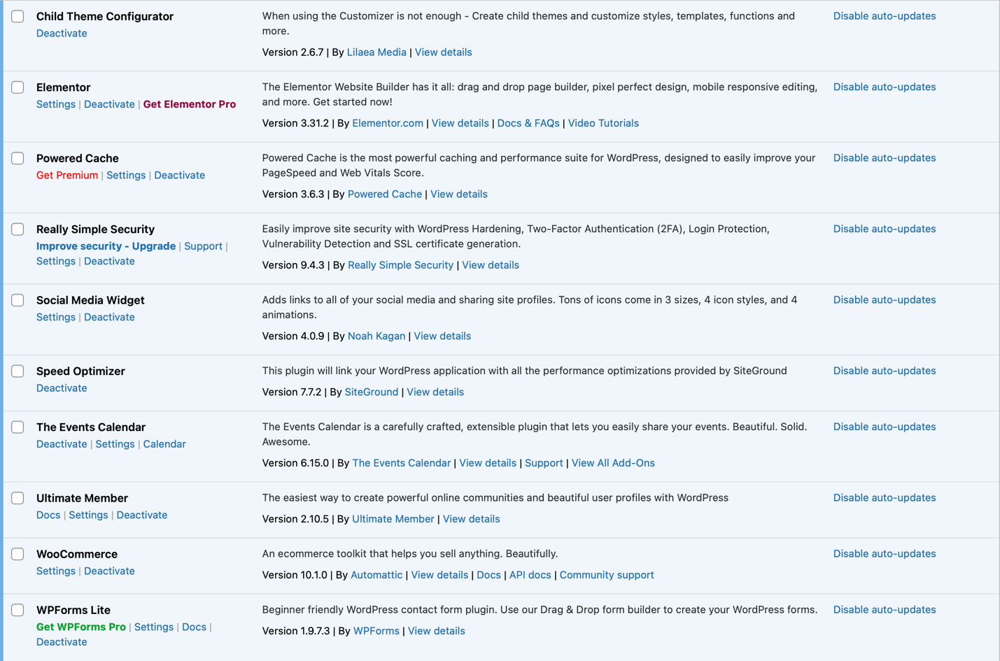 Child Theme Configurator
Deactivate
When using the Customizer is not enough - Create child themes and customize styles, templates, functions and
more.
Version 2.6.7 | By Lilaea Media | View details
Disable auto-updates
Elementor
Settings | Deactivate | Get Elementor Pro
The Elementor Website Builder has it all: drag and drop page builder, pixel perfect design, mobile responsive editing,
and more. Get started now!
Version 3.31.2 | By Elementor.com | View details | Docs & FAQs | Video Tutorials
Disable auto-updates
Powered Cache
Get Premium | Settings | Deactivate
Powered Cache is the most powerful caching and performance suite for WordPress, designed to easily improve your
PageSpeed and Web Vitals Score.
Version 3.6.3 | By Powered Cache | View details
Disable auto-updates
Really Simple Security
Improve security - Upgrade | Support |
Settings | Deactivate
Easily improve site security with WordPress Hardening, Two-Factor Authentication (2FA), Login Protection,
Vulnerability Detection and SSL certificate generation.
Version 9.4.3 | By Really Simple Security | View details
Disable auto-updates
Social Media Widget
Settings | Deactivate
Adds links to all of your social media and sharing site profiles. Tons of icons come in 3 sizes, 4 icon styles, and 4
animations.
Version 4.0.9 | By Noah Kagan | View details
Disable auto-updates
Speed Optimizer
Deactivate
This plugin will link your WordPress application with all the performance optimizations provided by SiteGround
Version 7.7.2 | By SiteGround | View details
Disable auto-updates
The Events Calendar
Deactivate | Settings | Calendar
The Events Calendar is a carefully crafted, extensible plugin that lets you easily share your events. Beautiful. Solid.
Awesome.
Version 6.15.0 | By The Events Calendar | View details | Support | View All Add-Ons
Disable auto-updates
Ultimate Member
Docs | Settings | Deactivate
The easiest way to create powerful online communities and beautiful user profiles with WordPress
Version 2.10.5 | By Ultimate Member | View details
Disable auto-updates
WooCommerce
Settings | Deactivate
An ecommerce toolkit that helps you sell anything. Beautifully.
Version 10.1.0 | By Automattic | View details | Docs | API docs | Community support
Disable auto-updates
WPForms Lite
Get WPForms Pro | Settings | Docs |
Deactivate
Beginner friendly WordPress contact form plugin. Use our Drag & Drop form builder to create your WordPress forms.
Version 1.9.7.3 | By WPForms | View details
Disable auto-updates